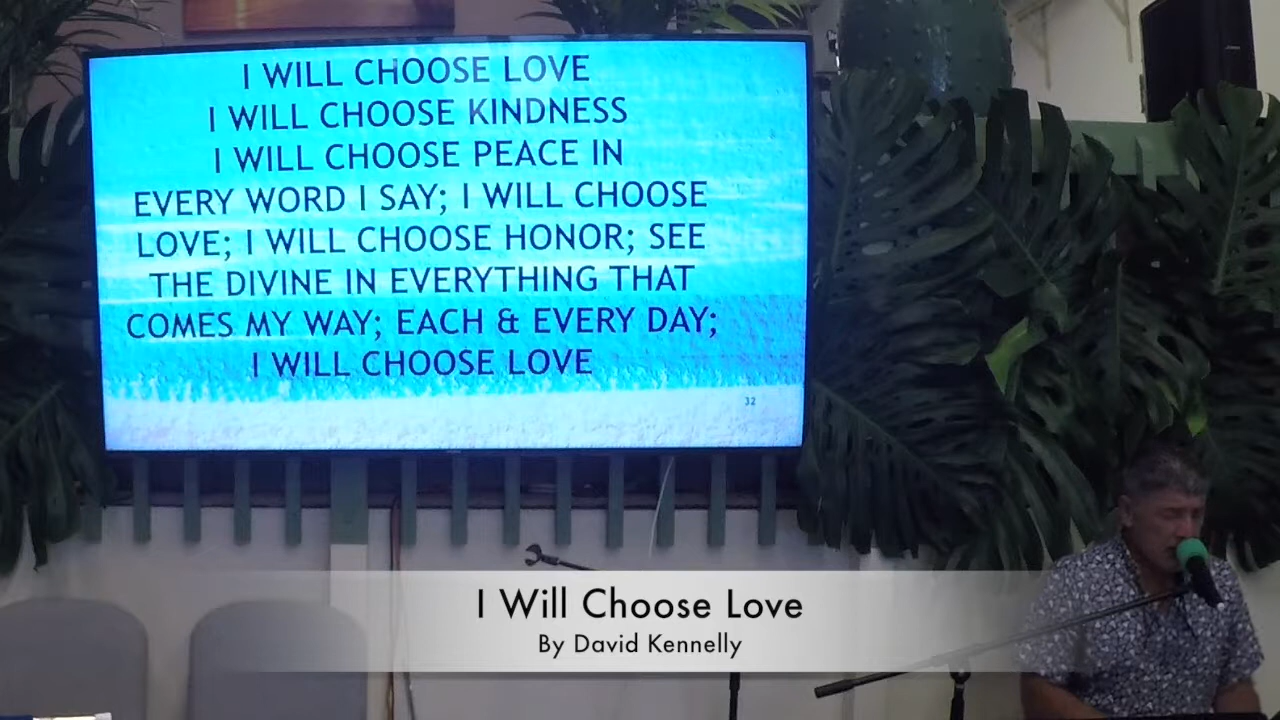 I WILL CHOOSE LOVE
I WILL CHOOSE KINDNESS
I WILL CHOOSE PEACE IN
EVERY WORD I SAY; I WILL CHOOSE
LOVE; I WILL CHOOSE HONOR; SEE
THE DIVINE IN EVERYTHING THAT
COMES MY WAY; EACH & EVERY DAY;
I WILL CHOOSE LOVE
32
I Will Choose Love
By David Kennelly